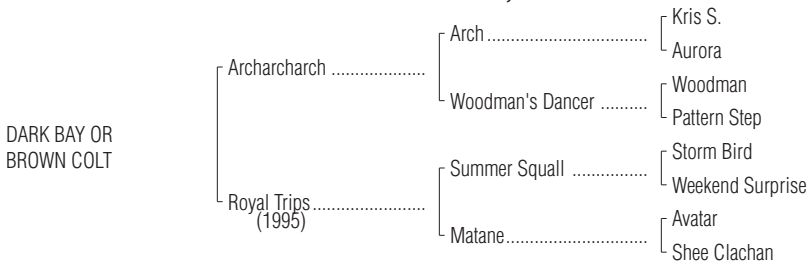 Kris S.
Arch
Aurora
Archarcharch
Woodman
Woodman's Dancer
Pattern Step
DARK BAY OR
BROWN COLT
Storm Bird
Summer Squall
Weekend Surprise
Royal Trips
(1995)
Avatar
Matane
Shee Clachan